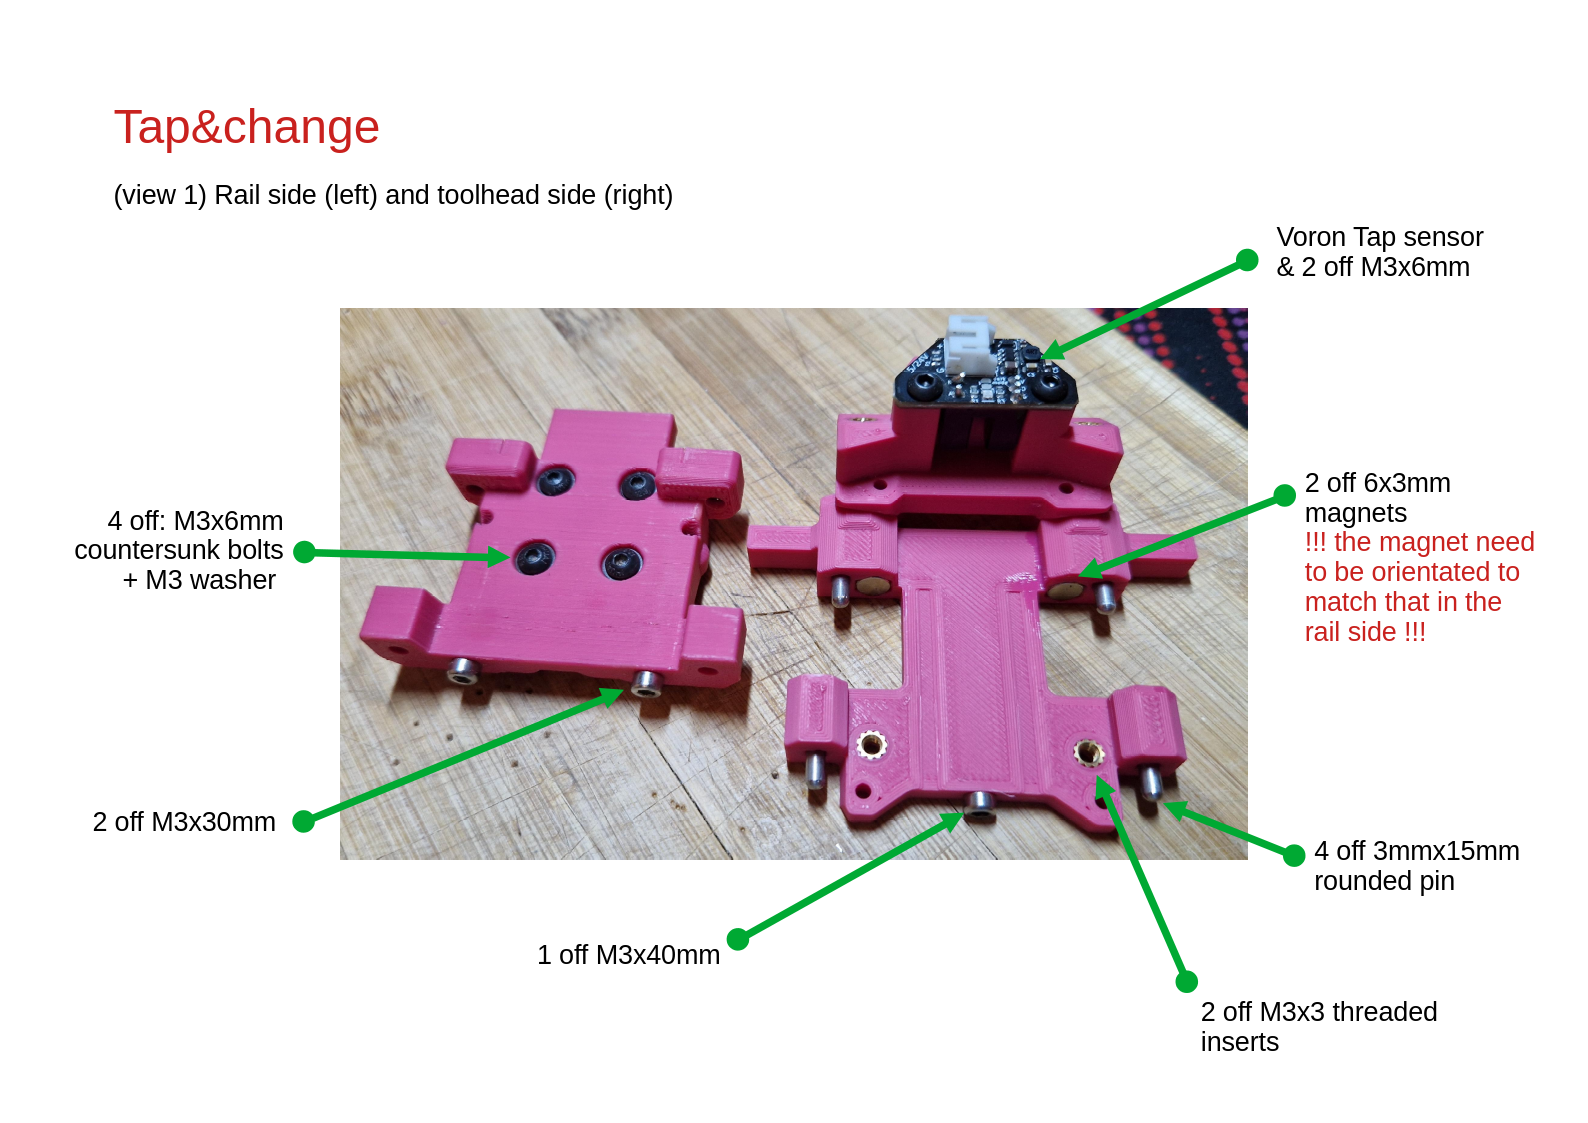 Tap&change
(view 1) Rail side (left) and toolhead side (right)
Voron Tap sensor
& 2 off M3x6mm
2 off 6x3mm
magnets
!!! the magnet need
to be orientated to
match that in the
rail side !!!
4 off: M3x6mm
countersunk bolts
+ M3 washer
2 off M3x30mm
4 off 3mmx15mm
rounded pin
1 off M3x40mm
2 off M3x3 threaded
inserts
5/24V